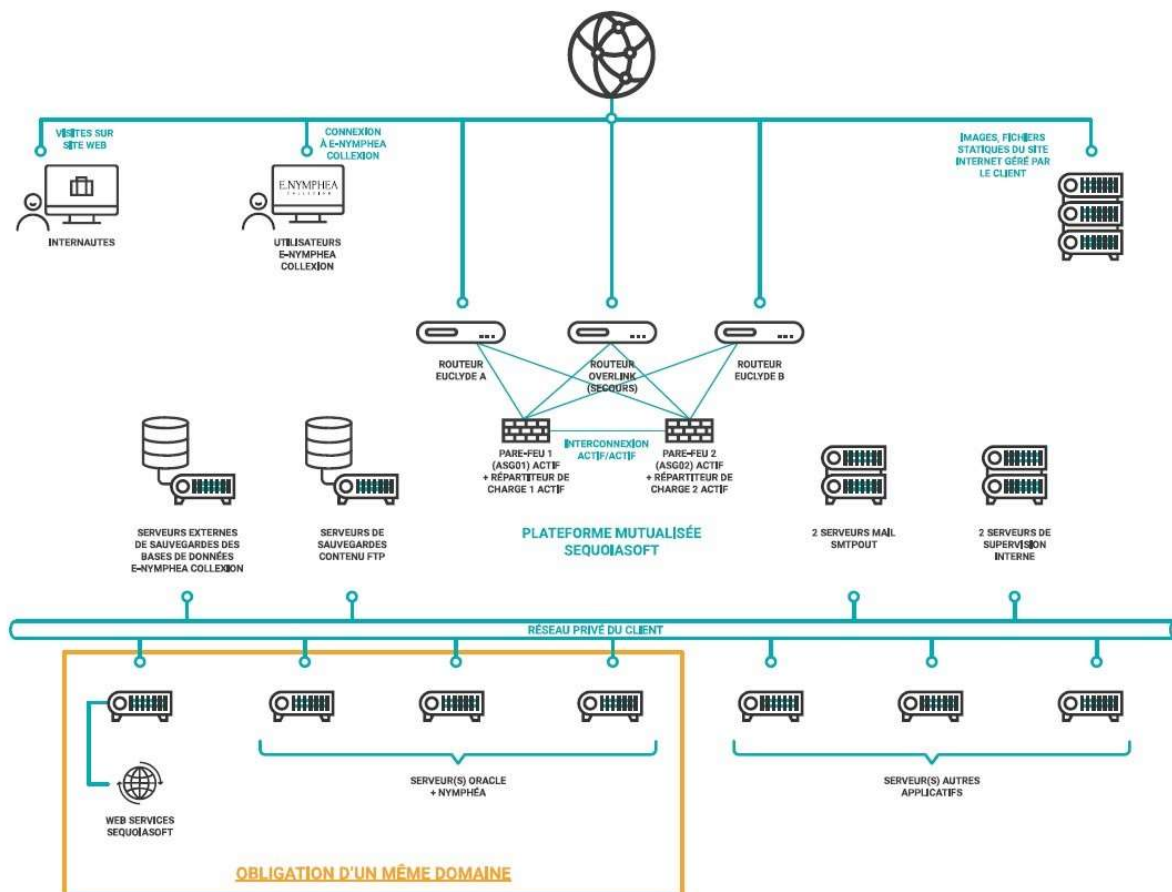 VISITES SUR
SITE WEB
CONNEXION
À E-NYMPHEA
COLLEXION
IMAGES, FICHIERS
STATIQUES DU SITE
INTERNET GÉRÉ PAR
LE CLIENT
E.NYMPHEA
COLLEXION
INTERNAUTES
UTILISATEURS
E-NYMPHEA
COLLEXION
ROUTEUR
EUCLYDE A
ROUTEUR
OVERLINK
(SECOURS)
ROUTEUR
EUCLYDE B
INTERCONNEXION
ACTIF/ACTIF
PARE-FEU 1
(ASG01) ACTIF
+ RÉPARTITEUR DE
CHARGE 1 ACTIF
PARE-FEU 2
(ASG02) ACTIF
+ RÉPARTITEUR DE
CHARGE 2 ACTIF
PLATEFORME MUTUALISÉE
SEQUOIASOFT
SERVEURS EXTERNES
DE SAUVEGARDES DES
BASES DE DONNÉES
E-NYMPHEA COLLEXION
SERVEURS DE
SAUVEGARDES
CONTENU FTP
2 SERVEURS MAIL
SMTPOUT
2 SERVEURS DE
SUPERVISION
INTERNE
RÉSEAU PRIVÉ DU CLIENT
WEB SERVICES
SEQUOIASOFT
SERVEUR(S) ORACLE
+ NYMPHÉA
SERVEUR(S) AUTRES
APPLICATIFS
OBLIGATION D'UN MÊME DOMAINE